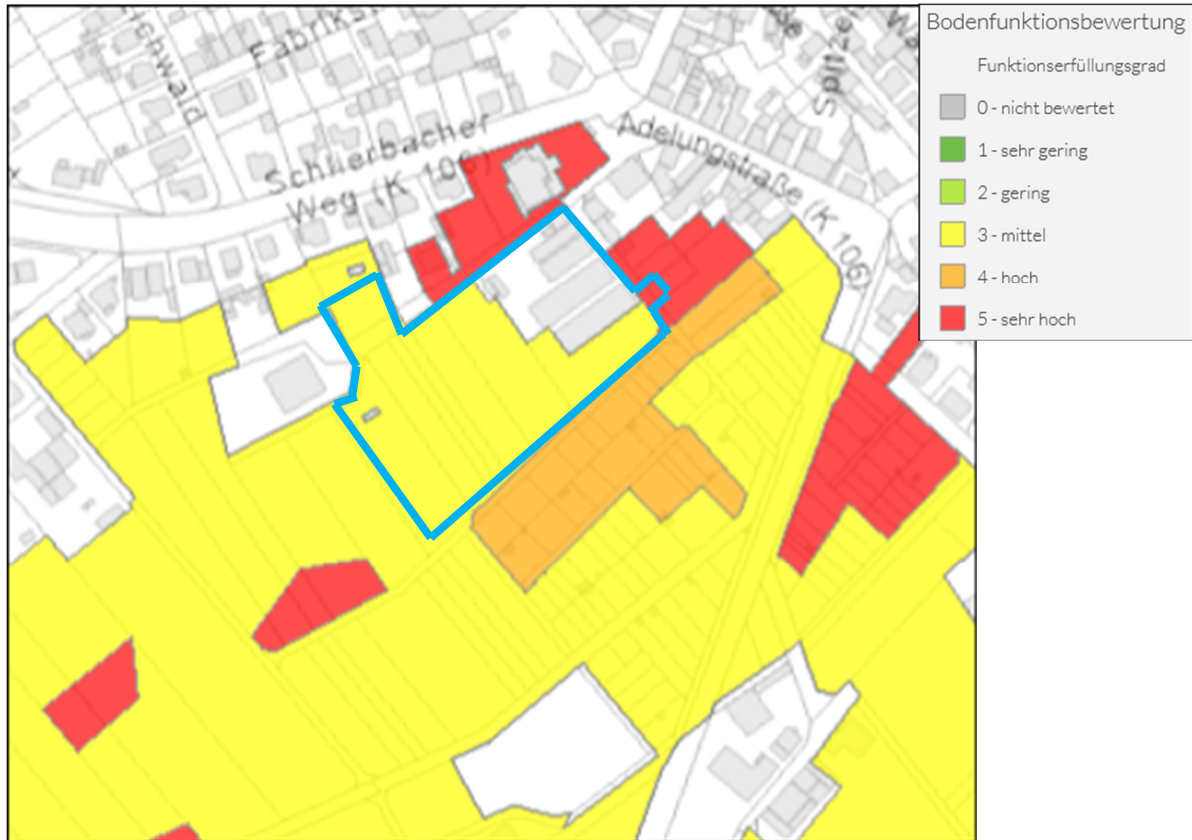 Bodenfunktionsbewertung
Funktionserfüllungsgrad
0 - nicht bewertet
1 - sehr gering
2 - gering
3 - mittel
4 - hoch
5 - sehr hoch
Schlierbacher
Weg (K 106)
Adelungstraße (K 106)